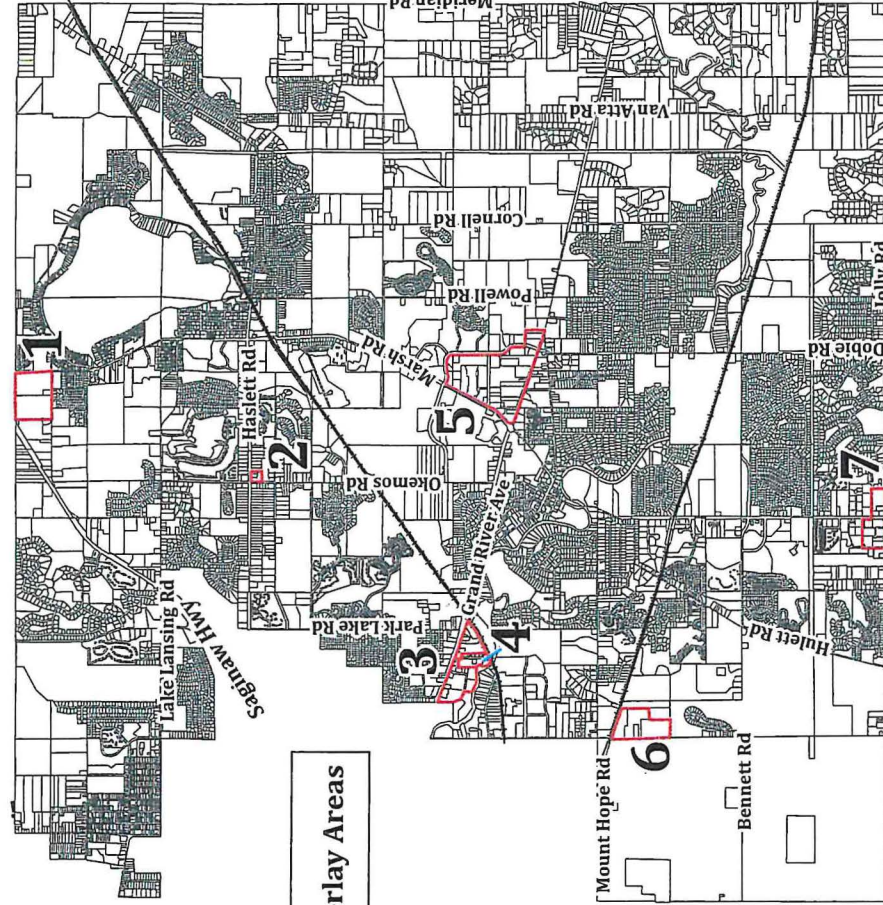 Meridian Rd
Van Atta Rd
Cornell Rd
Powell Rd
1
Marsh Rd
Haslett Rd
2
5
Okemos Rd
Dobie Rd
Jolly Rd
7
Grand River Ave
Park Lake Rd
3
4
Lake Lansing Rd
Saginaw Hwy
Hulett Rd
6
Mount Hope Rd
Bennett Rd
rlay Areas